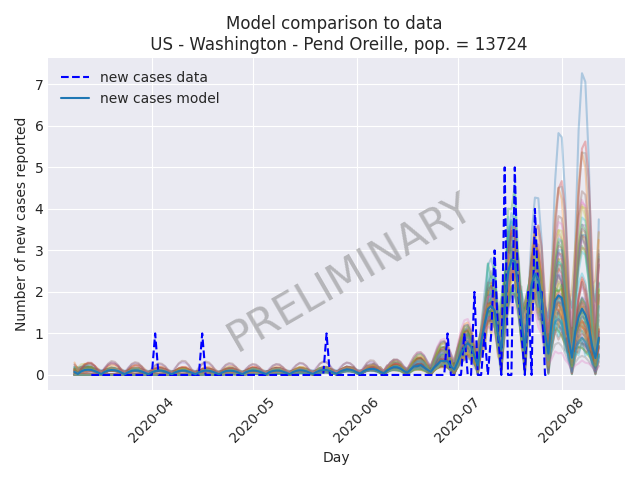 Model comparison to data
US - Washington - Pend Oreille, pop. = 13724
new cases data
new cases model
Number of new cases reported
7
6
5
4
3
2
1
0
PRELIMINARY
2020-04
2020-05
2020-06
2020-07
2020-08
Day